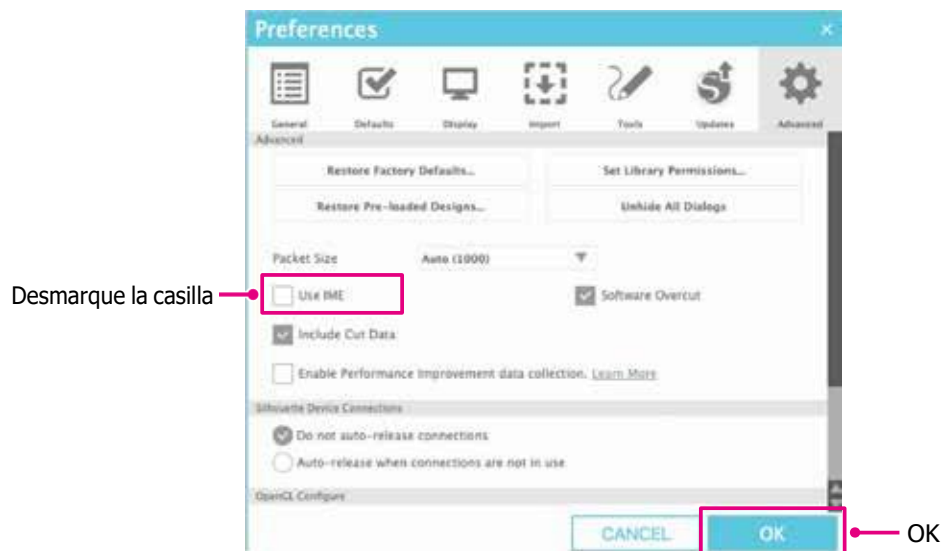 Preferences
General Defaults Display Import Tools Updates Advanced
Advanced
Restore Factory Defaults... Set Library Permissions...
Restore Pre-loaded Designs... Unhide All Dialogs
Packet Size Auto (1000)
Desmarque la casilla Use IME Software Overcut
Include Cut Data
Enable Performance Improvement data collection. Learn More
Silhouette Device Connections
Do not auto-release connections
Auto-release when connections are not in use
OpenGL Configure
CANCEL OK OK